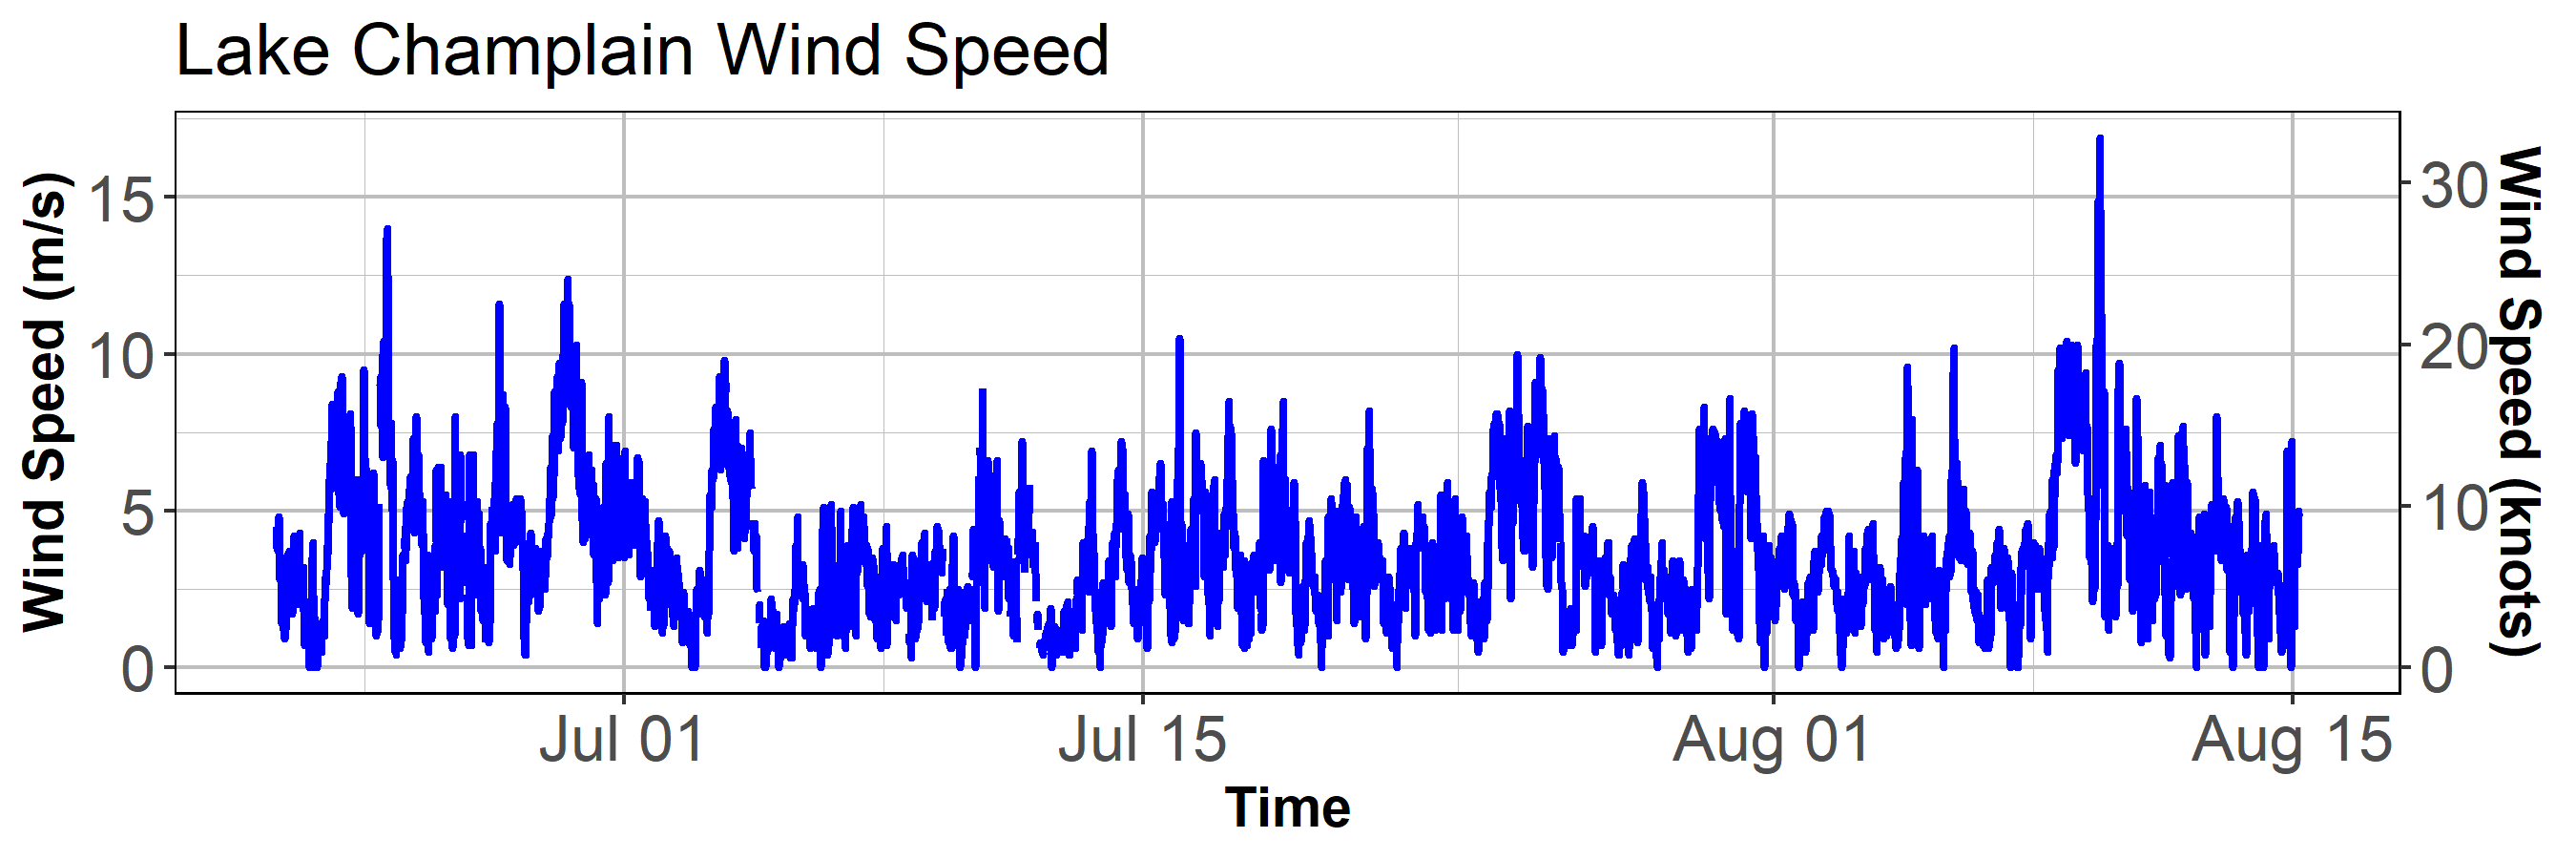 Lake Champlain Wind Speed
Wind Speed (m/s)
15
10
5
0
30
20
10
0
Wind Speed (knots)
Jul 01
Jul 15
Aug 01
Aug 15
Time